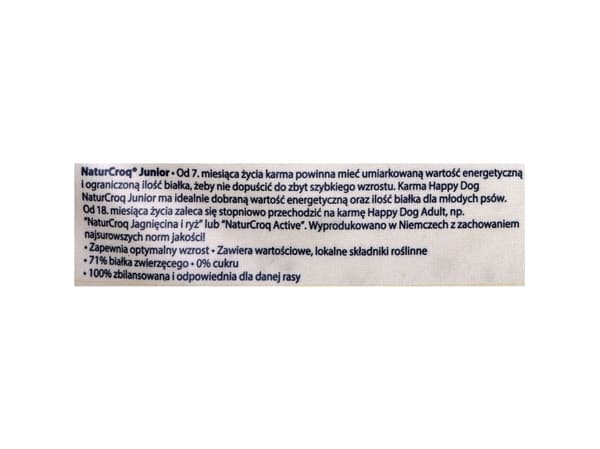 NaturCroq® Junior • Od 7. miesiąca życia karma powinna mieć umiarkowaną wartość energetyczną
i ograniczoną ilość białka, żeby nie dopuścić do zbyt szybkiego wzrostu. Karma Happy Dog
NaturCroq Junior ma idealnie dobraną wartość energetyczną oraz ilość białka dla młodych psów.
Od 18. miesiąca życia zaleca się stopniowo przechodzić na karmę Happy Dog Adult, np.
"NaturCroq Jagnięcina i ryż" lub "NaturCroq Active". Wyprodukowano w Niemczech z zachowaniem
najsurowszych norm jakości!
• Zapewnia optymalny wzrost • Zawiera wartościowe, lokalne składniki roślinne
• 71% białka zwierzęcego • 0% cukru
• 100% zbilansowana i odpowiednia dla danej rasy